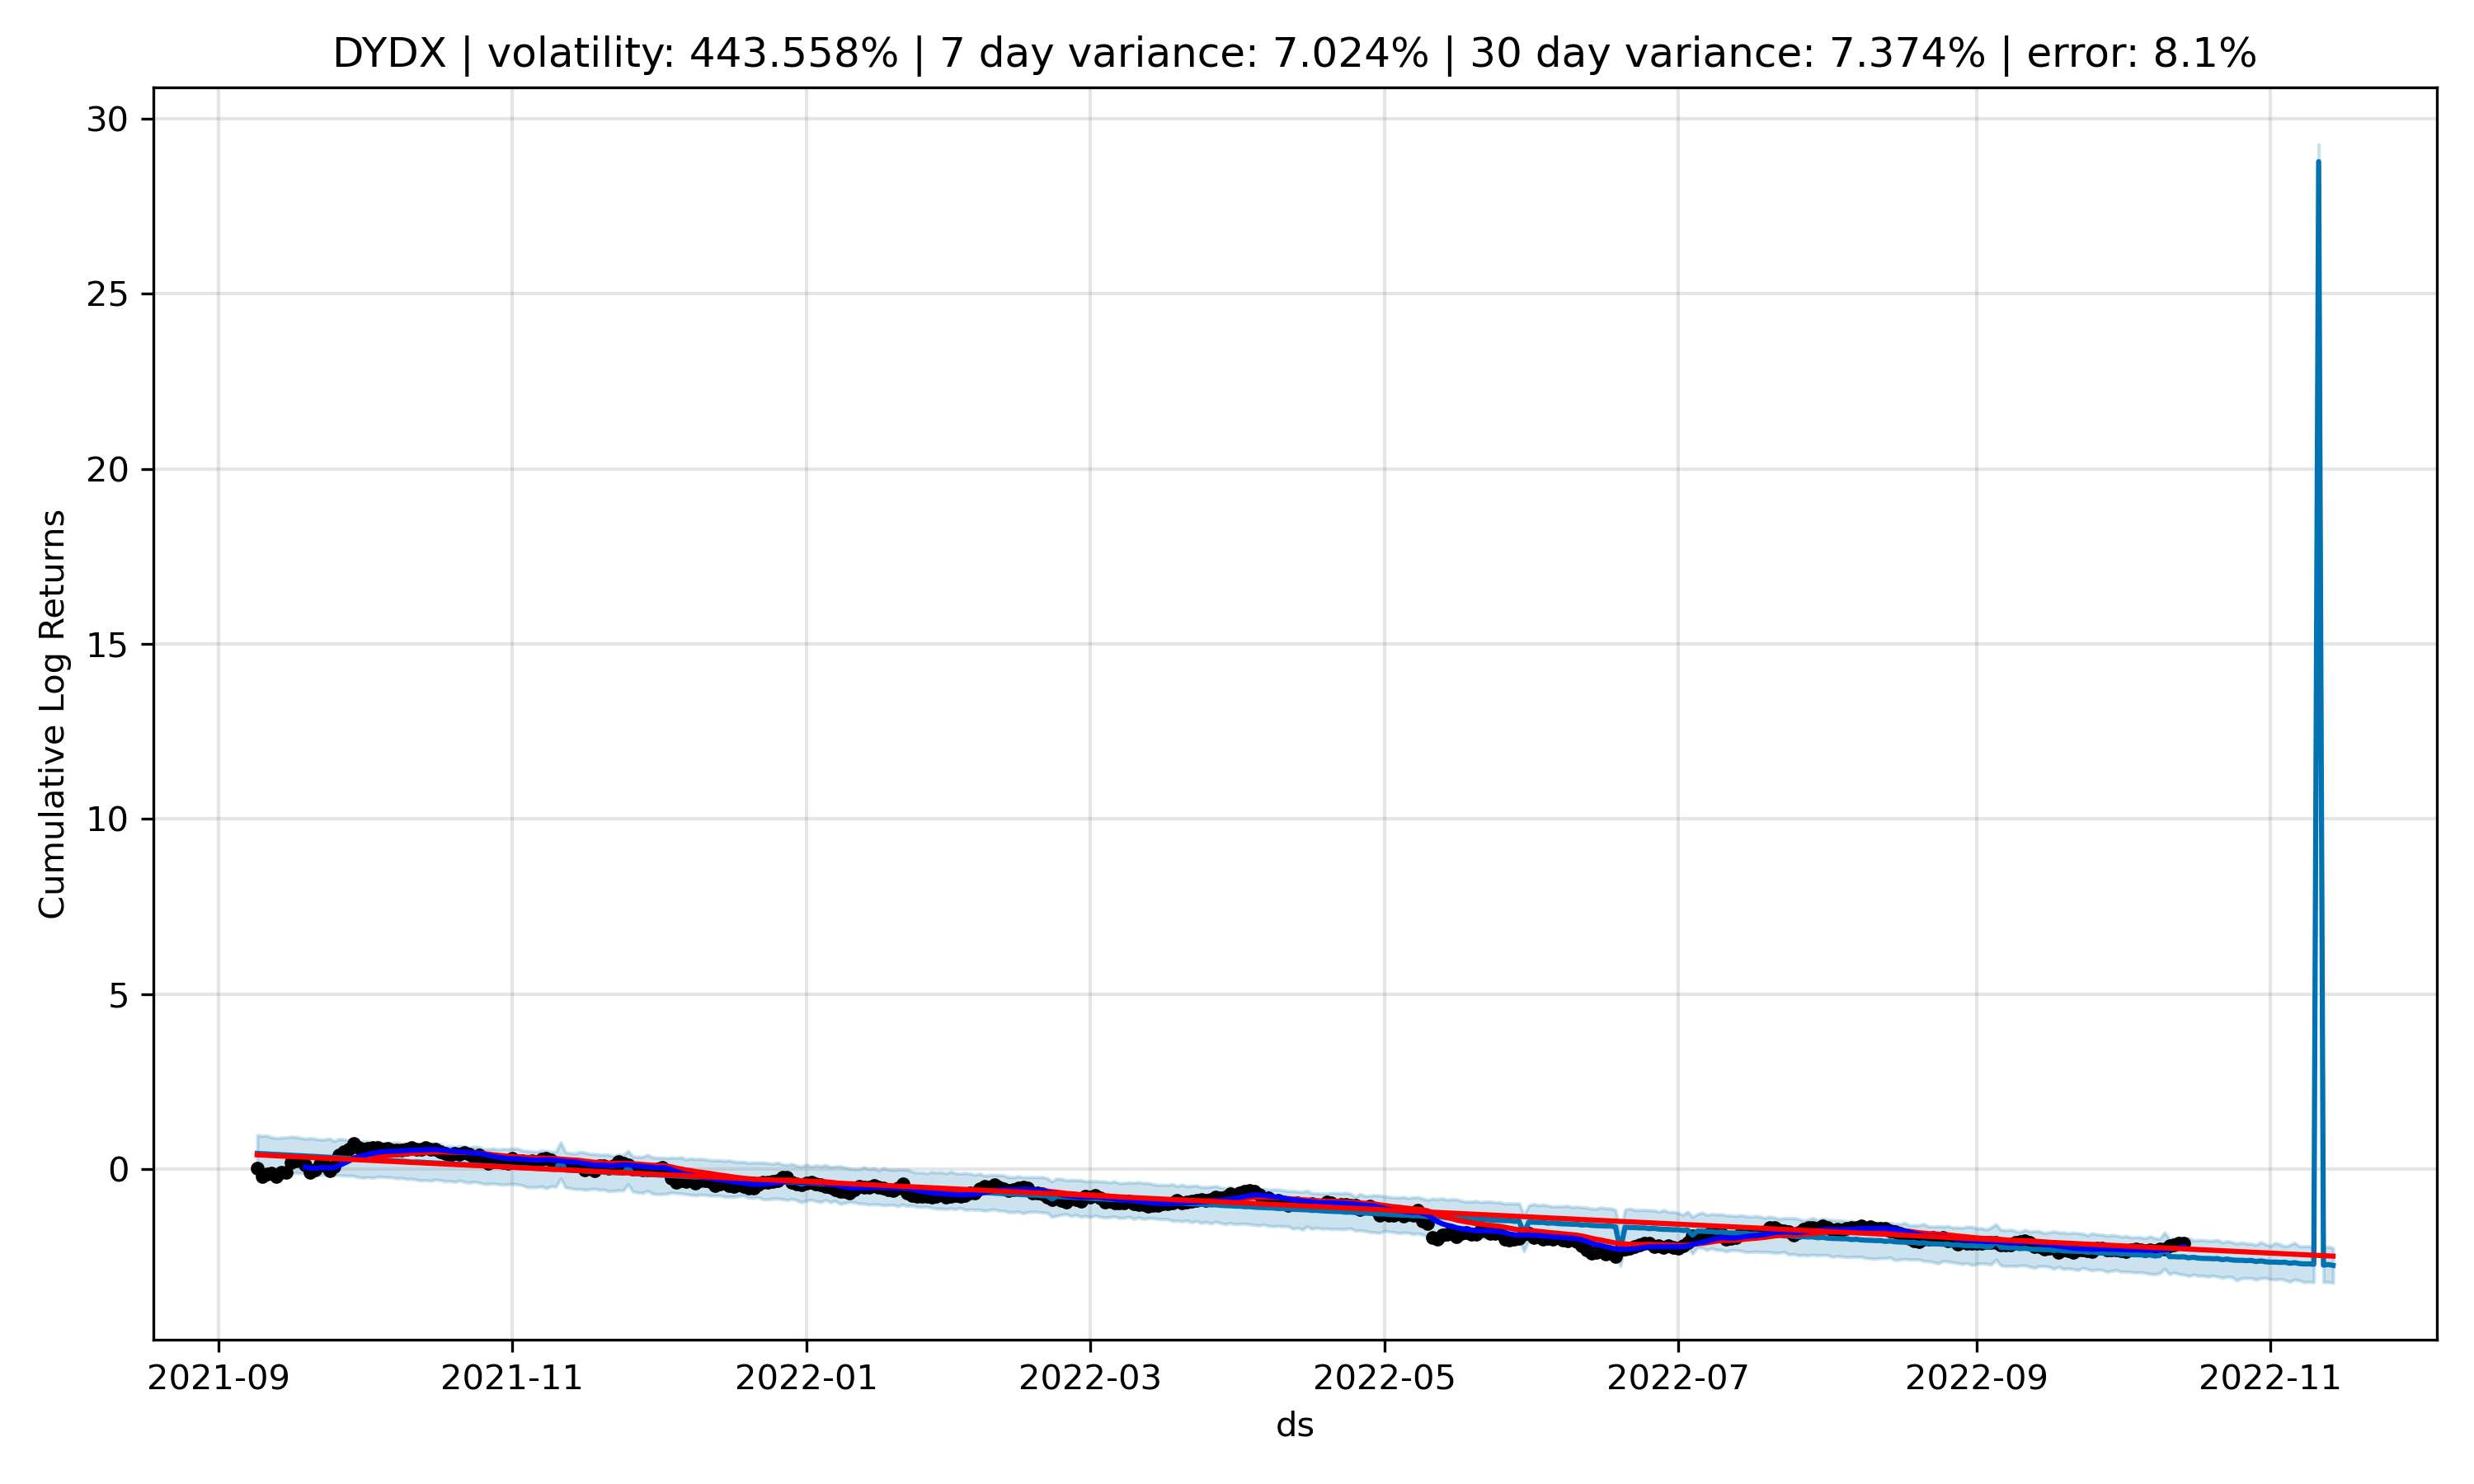 DYDX | volatility: 443.558% | 7 day variance: 7.024% | 30 day variance: 7.374% | error: 8.1%
30
25
20
15
10
5
0
Cumulative Log Returns
2021-09 2021-11 2022-01 2022-03 2022-05 2022-07 2022-09 2022-11
ds